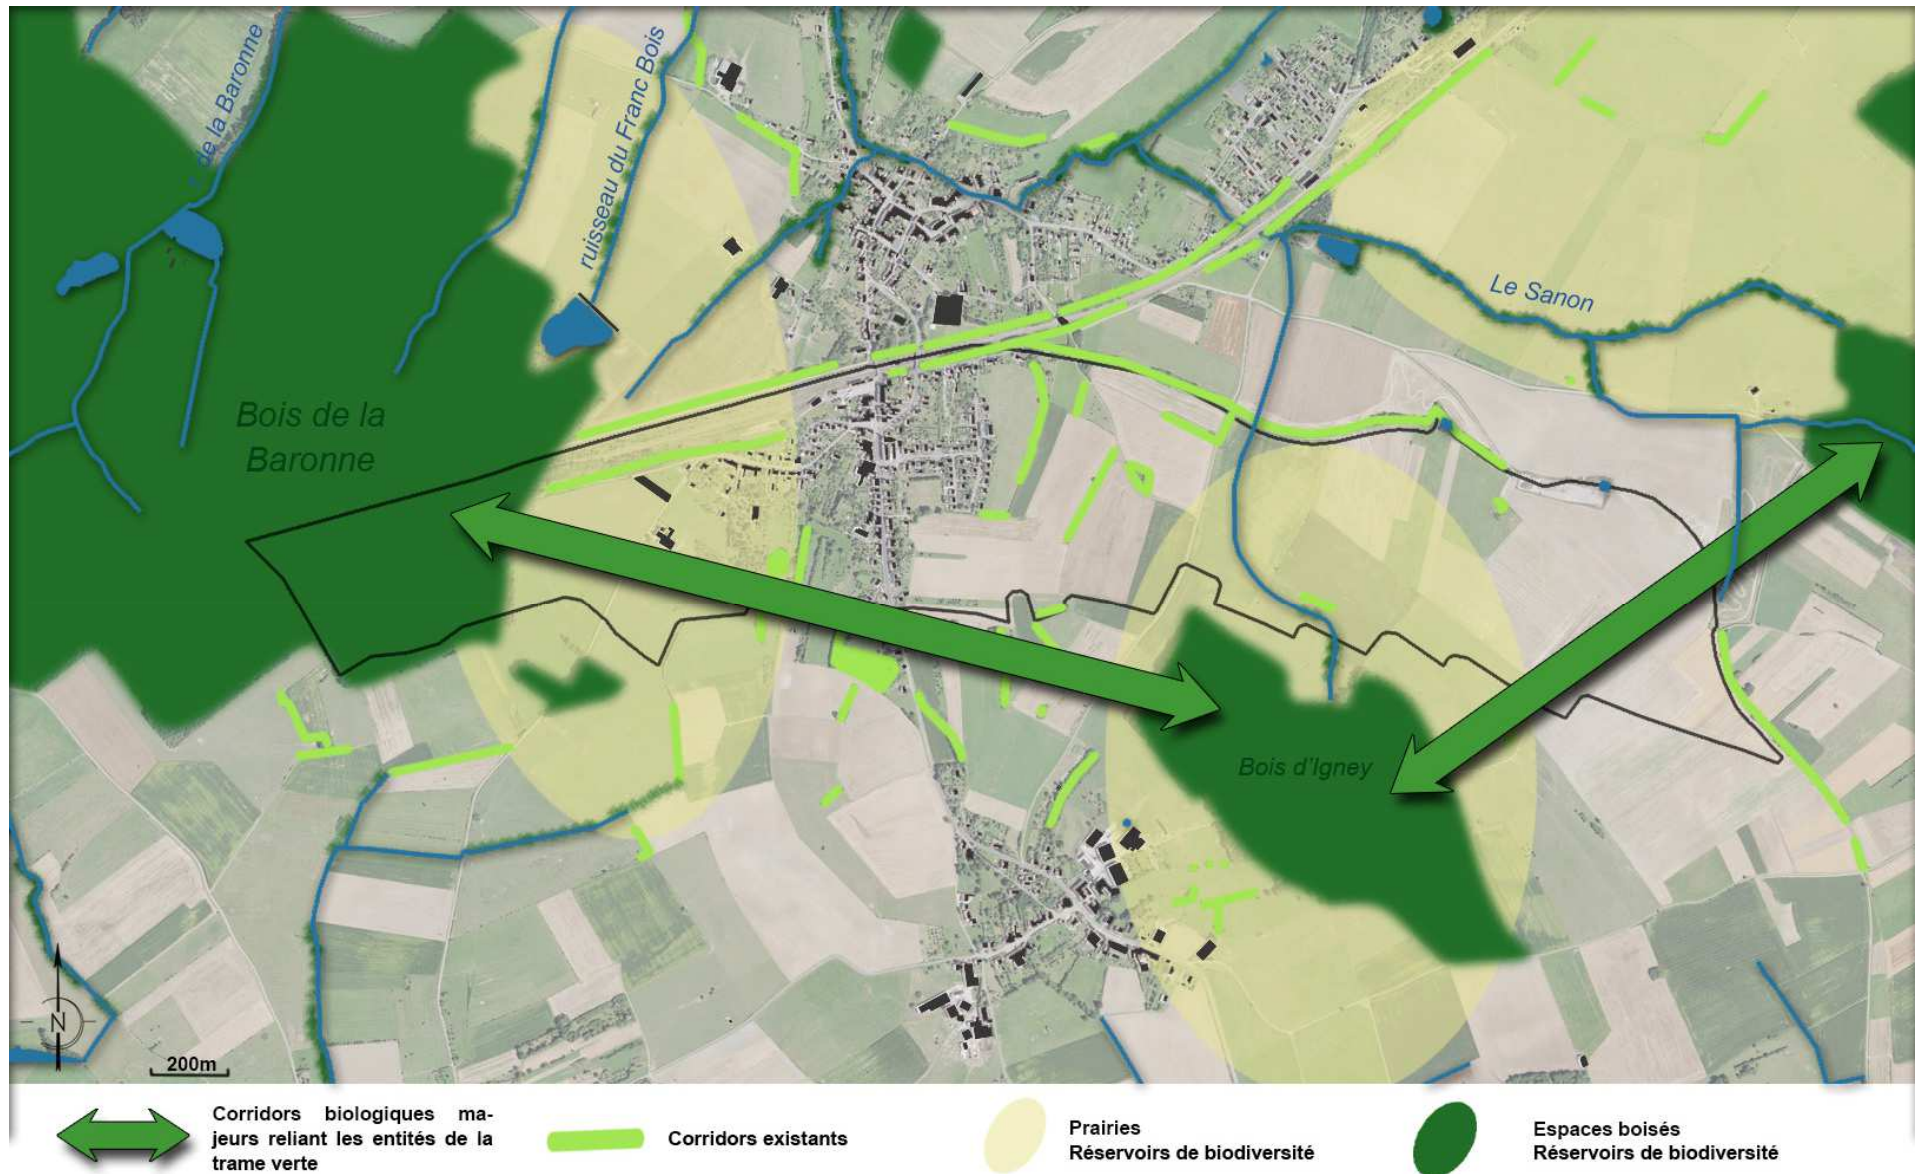 r. de la Baronne
ruisseau du Franc Bois
Le Sanon
Bois de la
Baronne
Bois d'Igney
N
200m
Corridors biologiques ma-
jeurs reliant les entités de la
trame verte
Corridors existants
Prairies
Réservoirs de biodiversité
Espaces boisés
Réservoirs de biodiversité